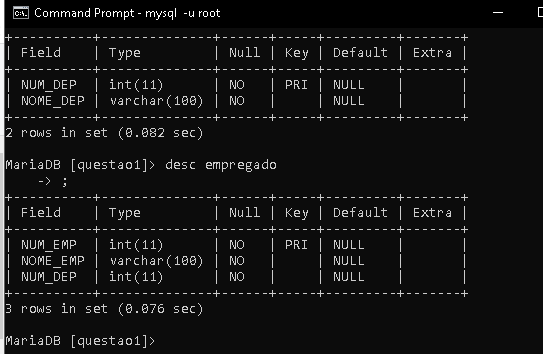 Command Prompt - mysql -u root
+----------+--------------+------+-----+---------+-------+
| Field    | Type         | Null | Key | Default | Extra |
+----------+--------------+------+-----+---------+-------+
| NUM_DEP  | int(11)      | NO   | PRI | NULL    |       |
| NOME_DEP | varchar(100) | NO   |     | NULL    |       |
+----------+--------------+------+-----+---------+-------+
2 rows in set (0.082 sec)
MariaDB [questao1]> desc empregado
    -> ;
+----------+--------------+------+-----+---------+-------+
| Field    | Type         | Null | Key | Default | Extra |
+----------+--------------+------+-----+---------+-------+
| NUM_EMP  | int(11)      | NO   | PRI | NULL    |       |
| NOME_EMP | varchar(100) | NO   |     | NULL    |       |
| NUM_DEP  | int(11)      | NO   |     | NULL    |       |
+----------+--------------+------+-----+---------+-------+
3 rows in set (0.076 sec)
MariaDB [questao1]>